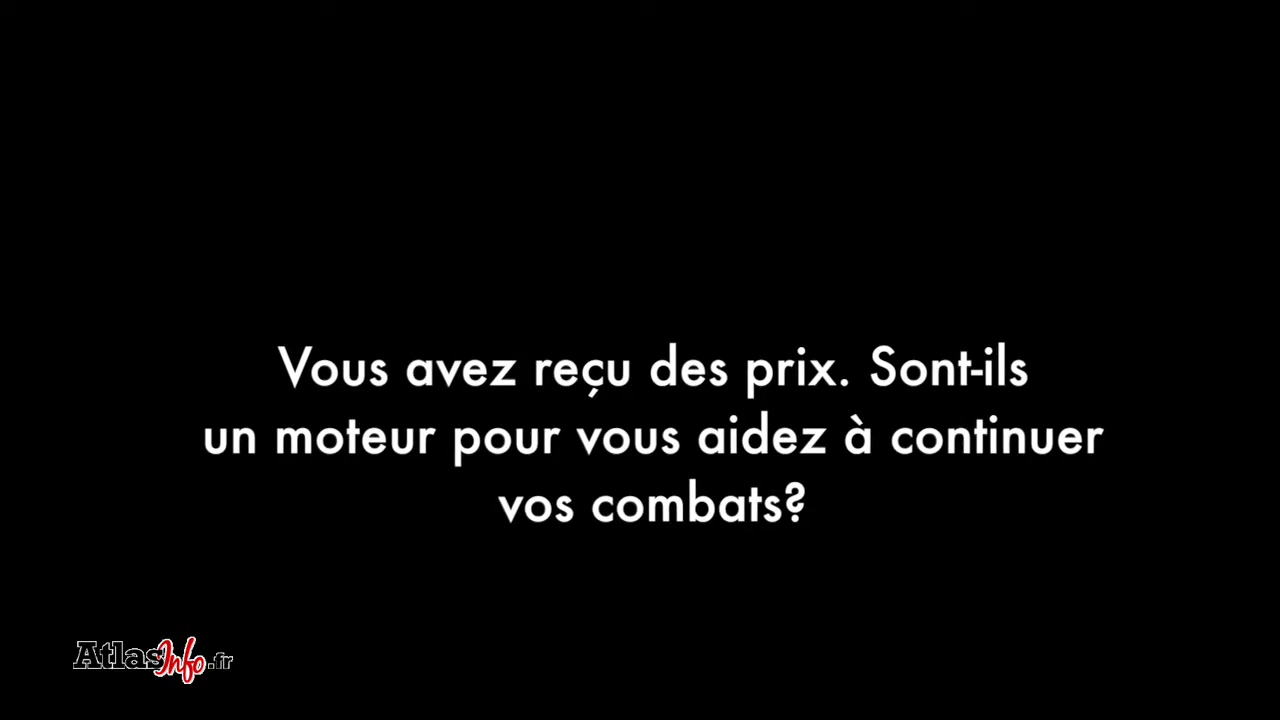 Vous avez reçu des prix. Sont-ils
un moteur pour vous aidez à continuer
vos combats?
AtlasInfo.fr